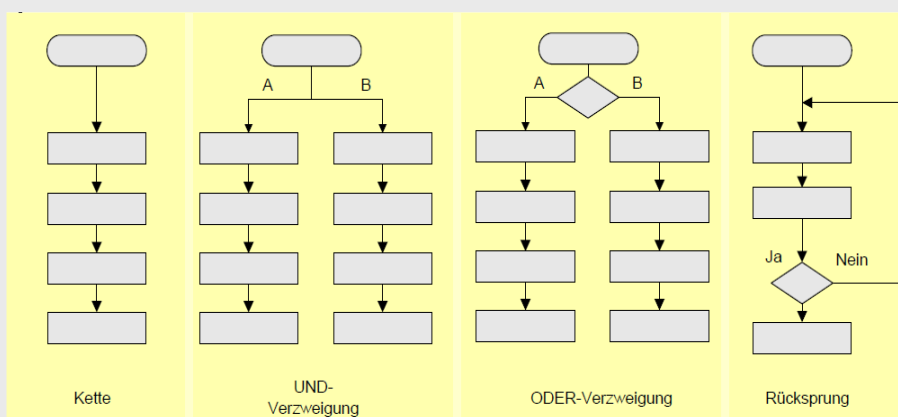 A
B
A
B
Ja
Nein
Kette
UND-
Verzweigung
ODER-Verzweigung
Rücksprung